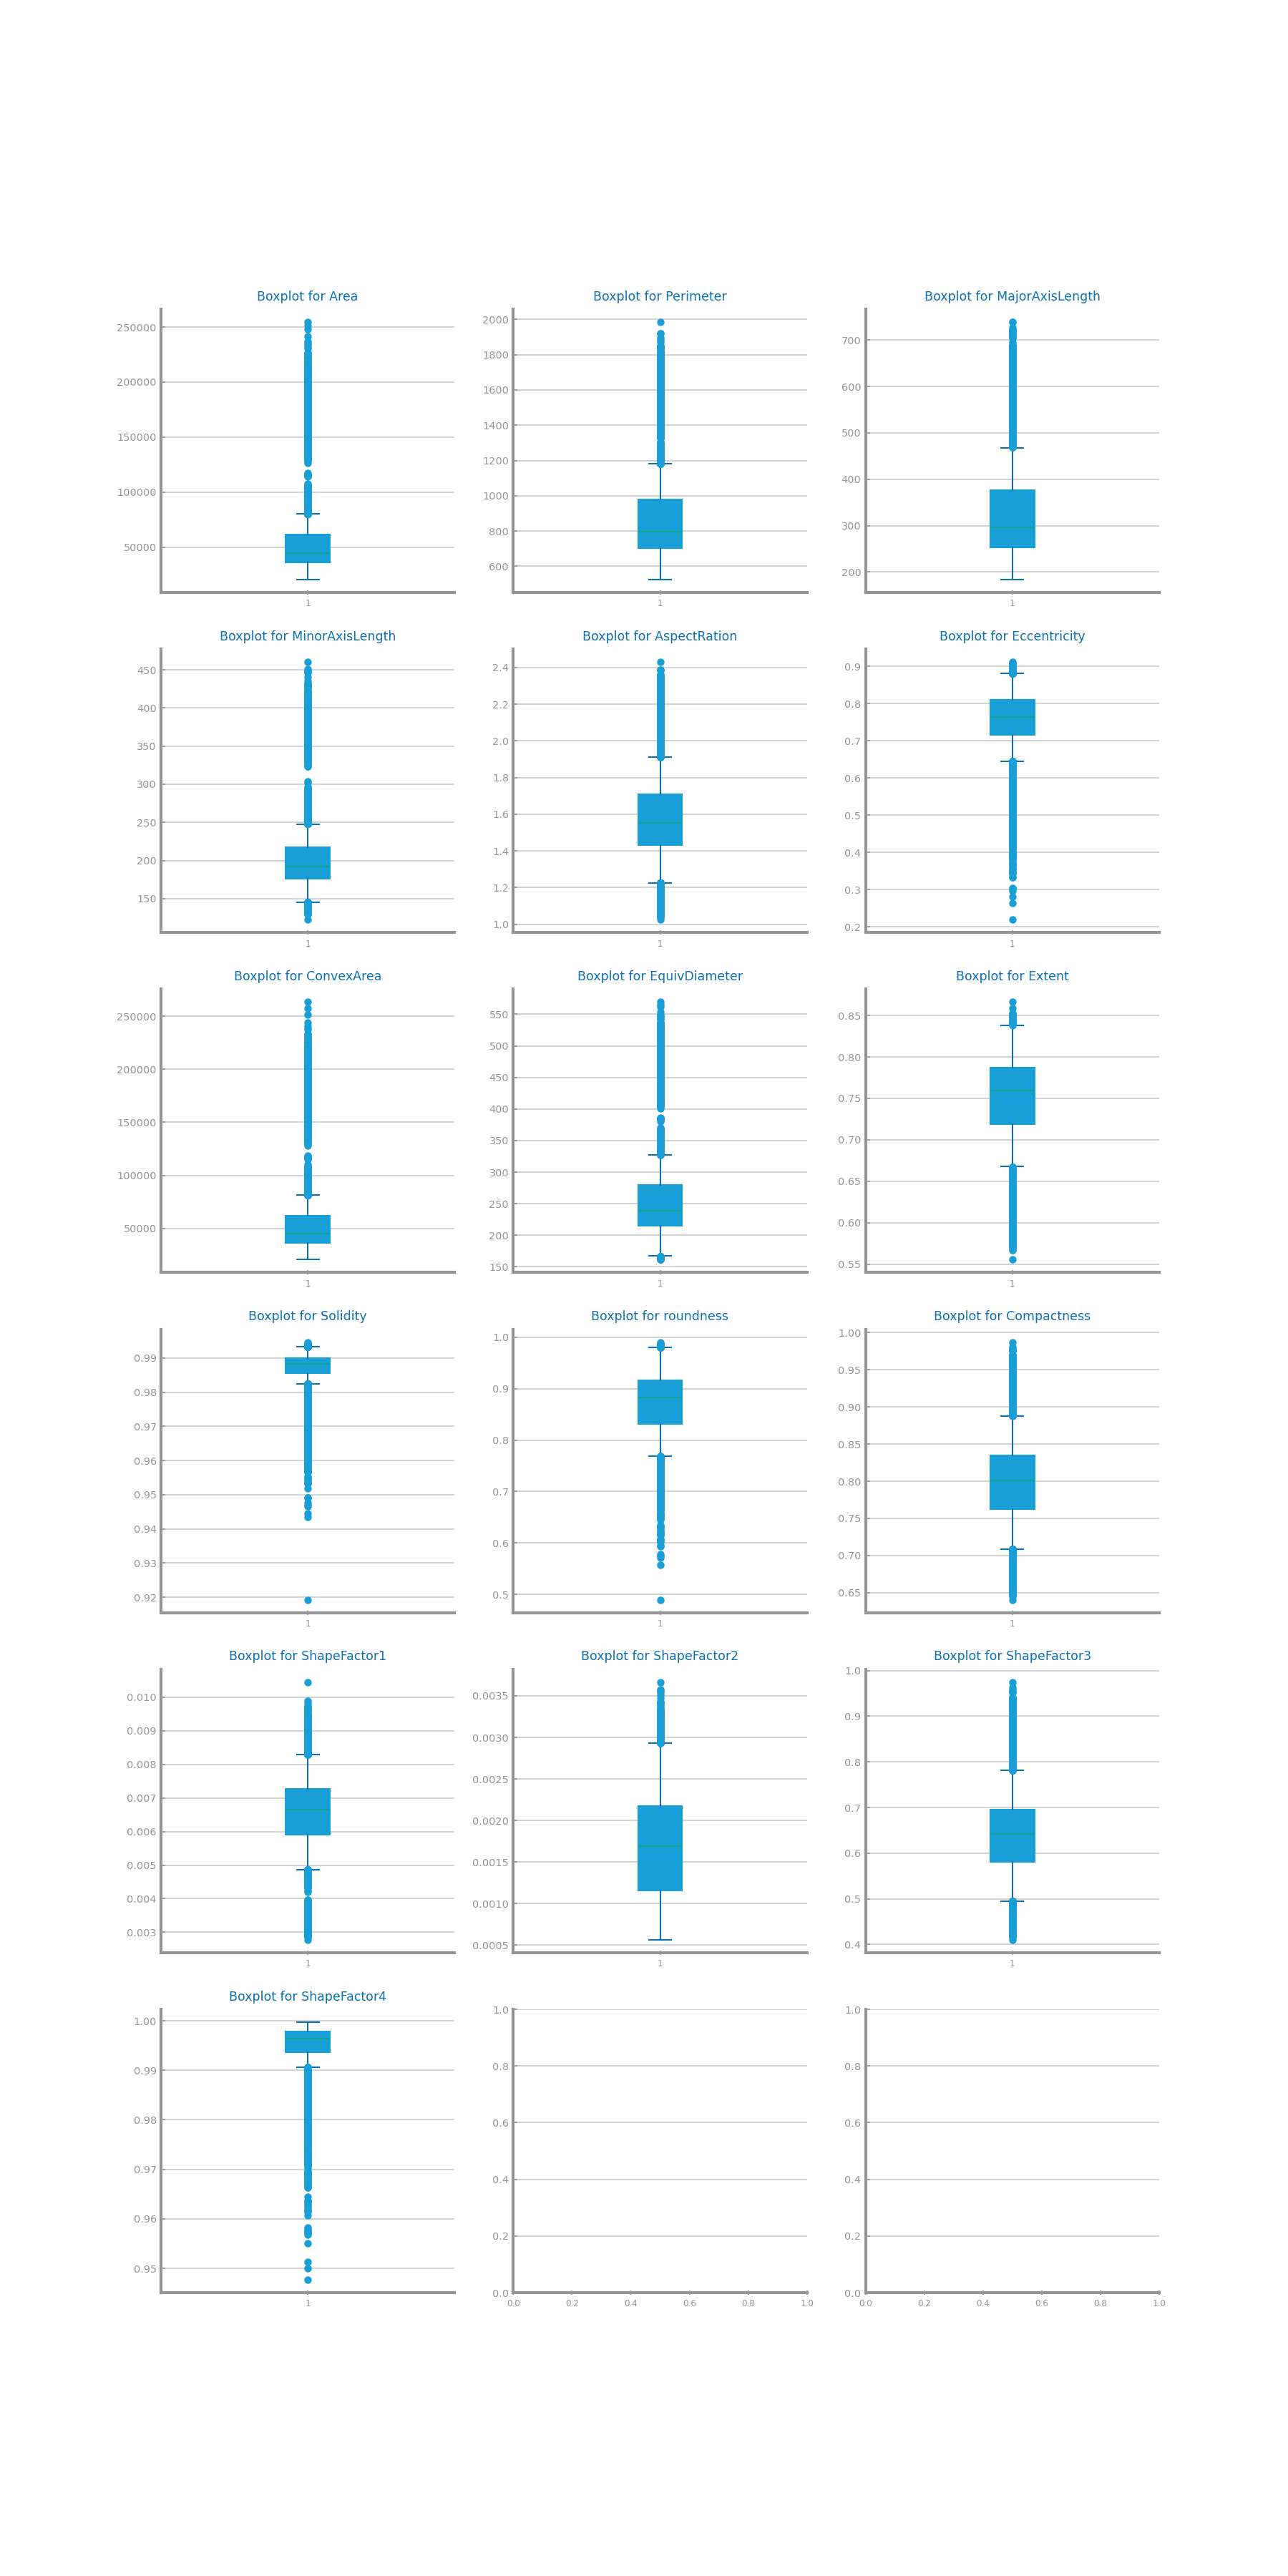 Boxplot for Area Boxplot for Perimeter Boxplot for MajorAxisLength
250000 2000 700
200000 1800 600
150000 1600 500
100000 1400 400
50000 1200 300
1000 200
800
600
1 1 1
Boxplot for MinorAxisLength Boxplot for AspectRation Boxplot for Eccentricity
450 2.4 0.9
400 2.2 0.8
350 2.0 0.7
300 1.8 0.6
250 1.6 0.5
200 1.4 0.4
150 1.2 0.3
1.0 0.2
1 1 1
Boxplot for ConvexArea Boxplot for EquivDiameter Boxplot for Extent
250000 550 0.85
200000 500 0.80
150000 450 0.75
100000 400 0.70
50000 350 0.65
300 0.60
250 0.55
200
150
1 1 1
Boxplot for Solidity Boxplot for roundness Boxplot for Compactness
0.99 1.0 1.00
0.98 0.9 0.95
0.97 0.8 0.90
0.96 0.7 0.85
0.95 0.6 0.80
0.94 0.5 0.75
0.93 0.70
0.92 0.65
1 1 1
Boxplot for ShapeFactor1 Boxplot for ShapeFactor2 Boxplot for ShapeFactor3
0.010 0.0035 1.0
0.009 0.0030 0.9
0.008 0.0025 0.8
0.007 0.0020 0.7
0.006 0.0015 0.6
0.005 0.0010 0.5
0.004 0.0005 0.4
0.003
1 1 1
Boxplot for ShapeFactor4
1.00 1.0 1.0
0.99 0.8 0.8
0.98 0.6 0.6
0.97 0.4 0.4
0.96 0.2 0.2
0.95 0.0 0.0
1 0.0 0.2 0.4 0.6 0.8 1.0 0.0 0.2 0.4 0.6 0.8 1.0